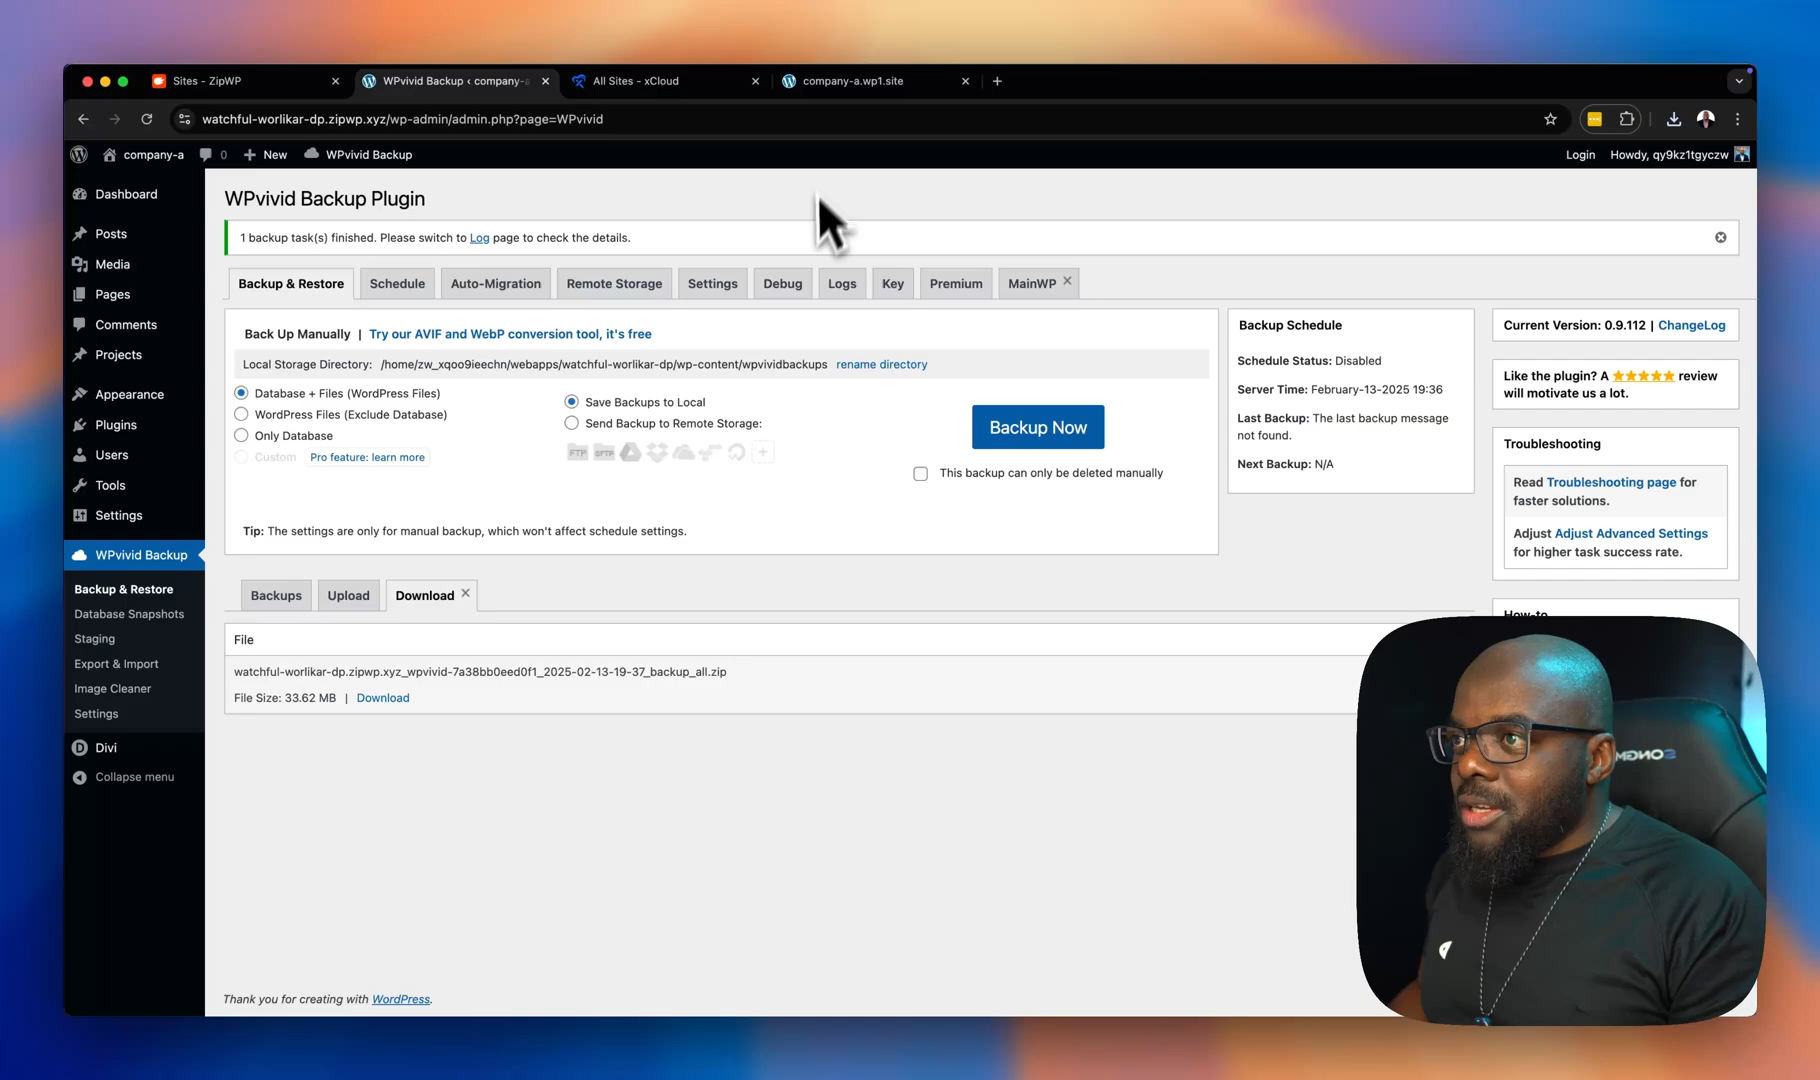 Sites - ZipWP
WPvivid Backup ‹ company-a
All Sites - xCloud
company-a.wp1.site
watchful-worlikar-dp.zipwp.xyz/wp-admin/admin.php?page=WPvivid
company-a
0
New
WPvivid Backup
Login
Howdy, qy9kz1tgyczw
Dashboard
Posts
Media
Pages
Comments
Projects
Appearance
Plugins
Users
Tools
Settings
WPvivid Backup
Backup & Restore
Database Snapshots
Staging
Export & Import
Image Cleaner
Settings
Divi
Collapse menu
WPvivid Backup Plugin
1 backup task(s) finished. Please switch to Log page to check the details.
Backup & Restore
Schedule
Auto-Migration
Remote Storage
Settings
Debug
Logs
Key
Premium
MainWP
Back Up Manually | Try our AVIF and WebP conversion tool, it's free
Local Storage Directory: /home/zw_xqoo9ieechn/webapps/watchful-worlikar-dp/wp-content/wpvividbackups rename directory
Database + Files (WordPress Files)
WordPress Files (Exclude Database)
Only Database
Custom Pro feature: learn more
Save Backups to Local
Send Backup to Remote Storage:
FTP
SFTP
Backup Now
This backup can only be deleted manually
Tip: The settings are only for manual backup, which won't affect schedule settings.
Backup Schedule
Schedule Status: Disabled
Server Time: February-13-2025 19:36
Last Backup: The last backup message
not found.
Next Backup: N/A
Current Version: 0.9.112 | ChangeLog
Like the plugin? A ★★★★★ review
will motivate us a lot.
Troubleshooting
Read Troubleshooting page for
faster solutions.
Adjust Adjust Advanced Settings
for higher task success rate.
How-to
Backups
Upload
Download
File
watchful-worlikar-dp.zipwp.xyz_wpvivid-7a38bb0eed0f1_2025-02-13-19-37_backup_all.zip
File Size: 33.62 MB | Download
Thank you for creating with WordPress.